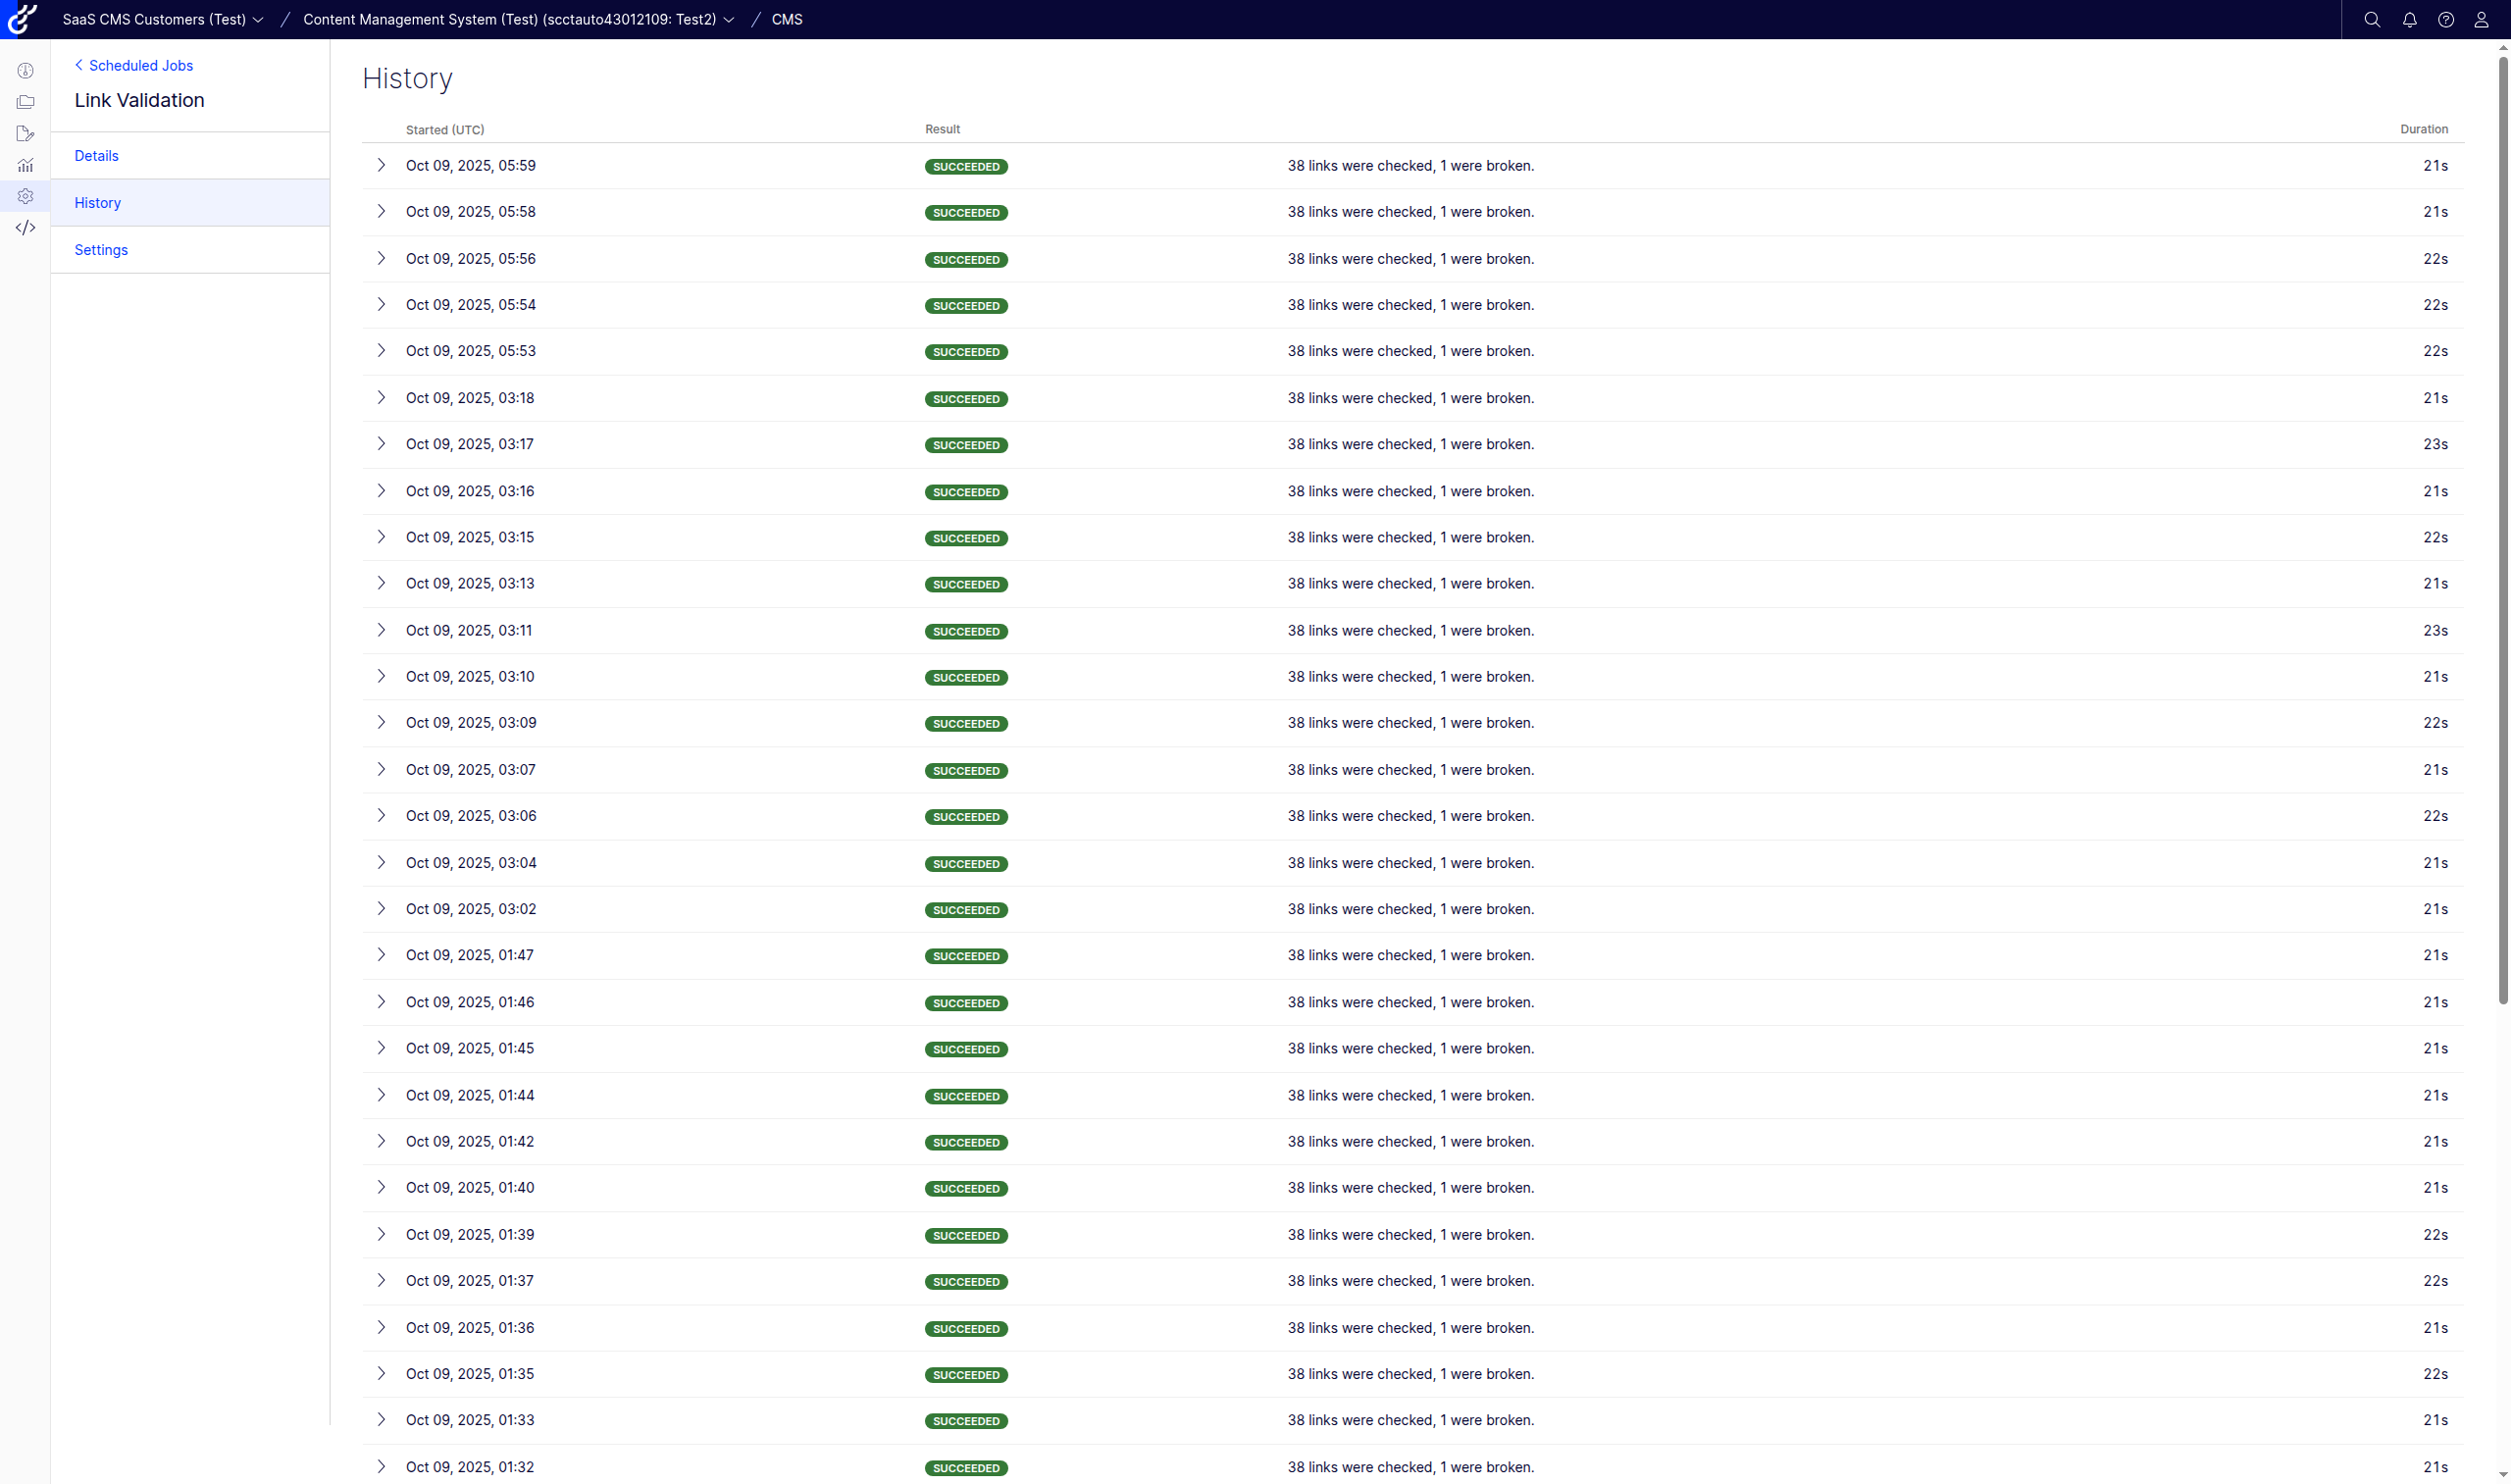 SaaS CMS Customers (Test) / Content Management System (Test) (scctauto43012109: Test2) / CMS
Scheduled Jobs
Link Validation
Details
History
Settings
History
Started (UTC) Result Duration
Oct 09, 2025, 05:59 SUCCEEDED 38 links were checked, 1 were broken. 21s
Oct 09, 2025, 05:58 SUCCEEDED 38 links were checked, 1 were broken. 21s
Oct 09, 2025, 05:56 SUCCEEDED 38 links were checked, 1 were broken. 22s
Oct 09, 2025, 05:54 SUCCEEDED 38 links were checked, 1 were broken. 22s
Oct 09, 2025, 05:53 SUCCEEDED 38 links were checked, 1 were broken. 22s
Oct 09, 2025, 03:18 SUCCEEDED 38 links were checked, 1 were broken. 21s
Oct 09, 2025, 03:17 SUCCEEDED 38 links were checked, 1 were broken. 23s
Oct 09, 2025, 03:16 SUCCEEDED 38 links were checked, 1 were broken. 21s
Oct 09, 2025, 03:15 SUCCEEDED 38 links were checked, 1 were broken. 22s
Oct 09, 2025, 03:13 SUCCEEDED 38 links were checked, 1 were broken. 21s
Oct 09, 2025, 03:11 SUCCEEDED 38 links were checked, 1 were broken. 23s
Oct 09, 2025, 03:10 SUCCEEDED 38 links were checked, 1 were broken. 21s
Oct 09, 2025, 03:09 SUCCEEDED 38 links were checked, 1 were broken. 22s
Oct 09, 2025, 03:07 SUCCEEDED 38 links were checked, 1 were broken. 21s
Oct 09, 2025, 03:06 SUCCEEDED 38 links were checked, 1 were broken. 22s
Oct 09, 2025, 03:04 SUCCEEDED 38 links were checked, 1 were broken. 21s
Oct 09, 2025, 03:02 SUCCEEDED 38 links were checked, 1 were broken. 21s
Oct 09, 2025, 01:47 SUCCEEDED 38 links were checked, 1 were broken. 21s
Oct 09, 2025, 01:46 SUCCEEDED 38 links were checked, 1 were broken. 21s
Oct 09, 2025, 01:45 SUCCEEDED 38 links were checked, 1 were broken. 21s
Oct 09, 2025, 01:44 SUCCEEDED 38 links were checked, 1 were broken. 21s
Oct 09, 2025, 01:42 SUCCEEDED 38 links were checked, 1 were broken. 21s
Oct 09, 2025, 01:40 SUCCEEDED 38 links were checked, 1 were broken. 21s
Oct 09, 2025, 01:39 SUCCEEDED 38 links were checked, 1 were broken. 22s
Oct 09, 2025, 01:37 SUCCEEDED 38 links were checked, 1 were broken. 22s
Oct 09, 2025, 01:36 SUCCEEDED 38 links were checked, 1 were broken. 21s
Oct 09, 2025, 01:35 SUCCEEDED 38 links were checked, 1 were broken. 22s
Oct 09, 2025, 01:33 SUCCEEDED 38 links were checked, 1 were broken. 21s
Oct 09, 2025, 01:32 SUCCEEDED 38 links were checked, 1 were broken. 21s